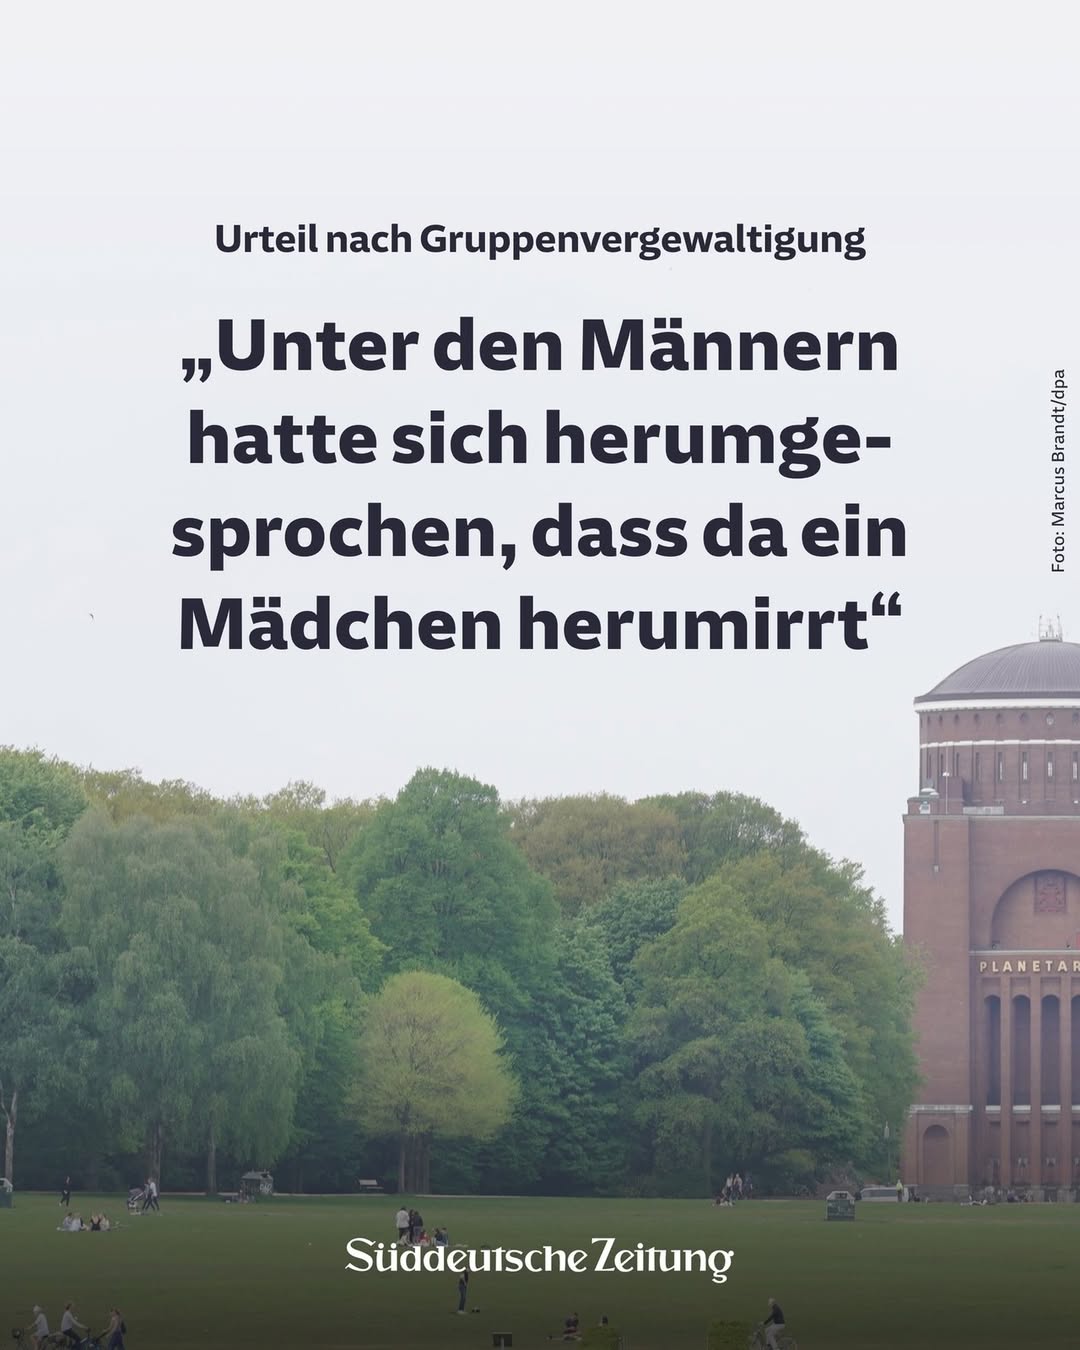 Urteil nach Gruppenvergewaltigung
„Unter den Männern
hatte sich herumge-
sprochen, dass da ein
Mädchen herumirrt“
Foto: Marcus Brandt/dpa
PLANETAR
Süddeutsche Zeitung